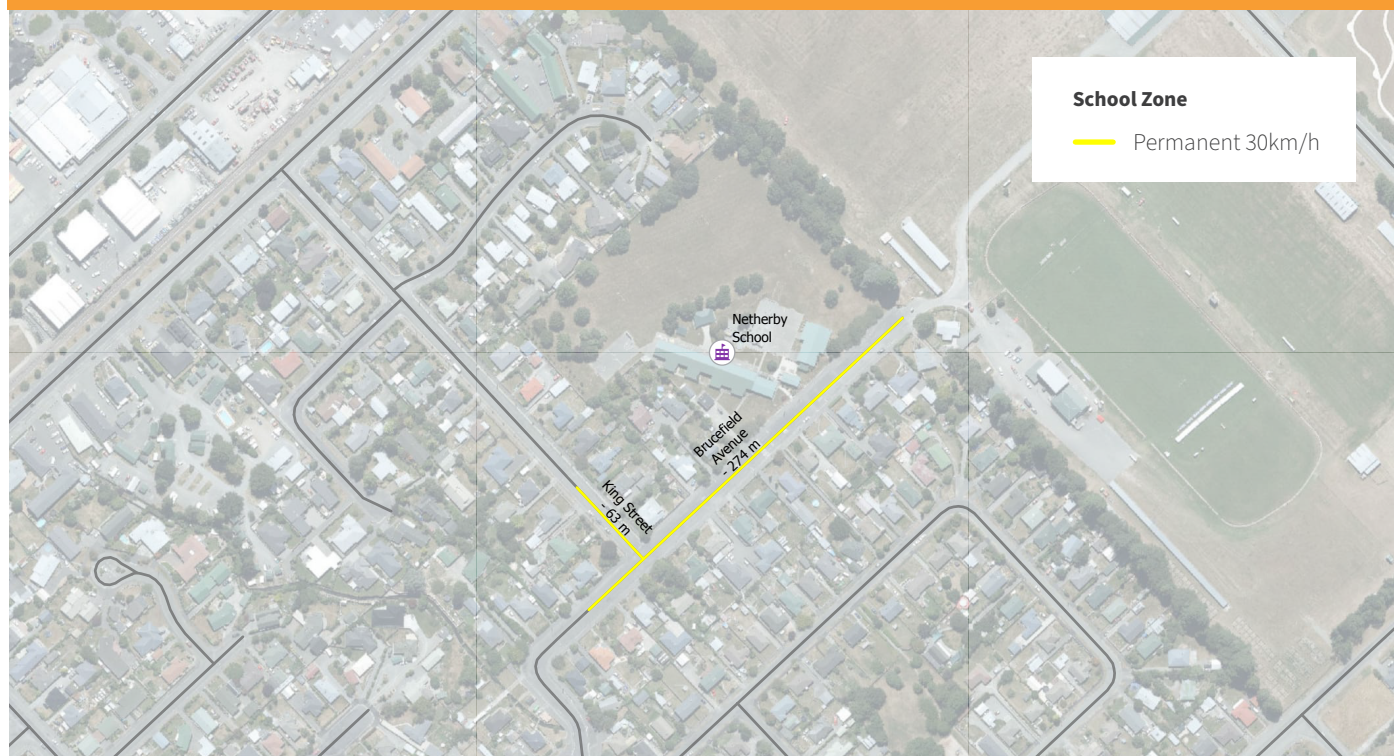 School Zone
Permanent 30km/h
Netherby
School
Brucefield
Avenue
- 274 m
King Street
- 63 m